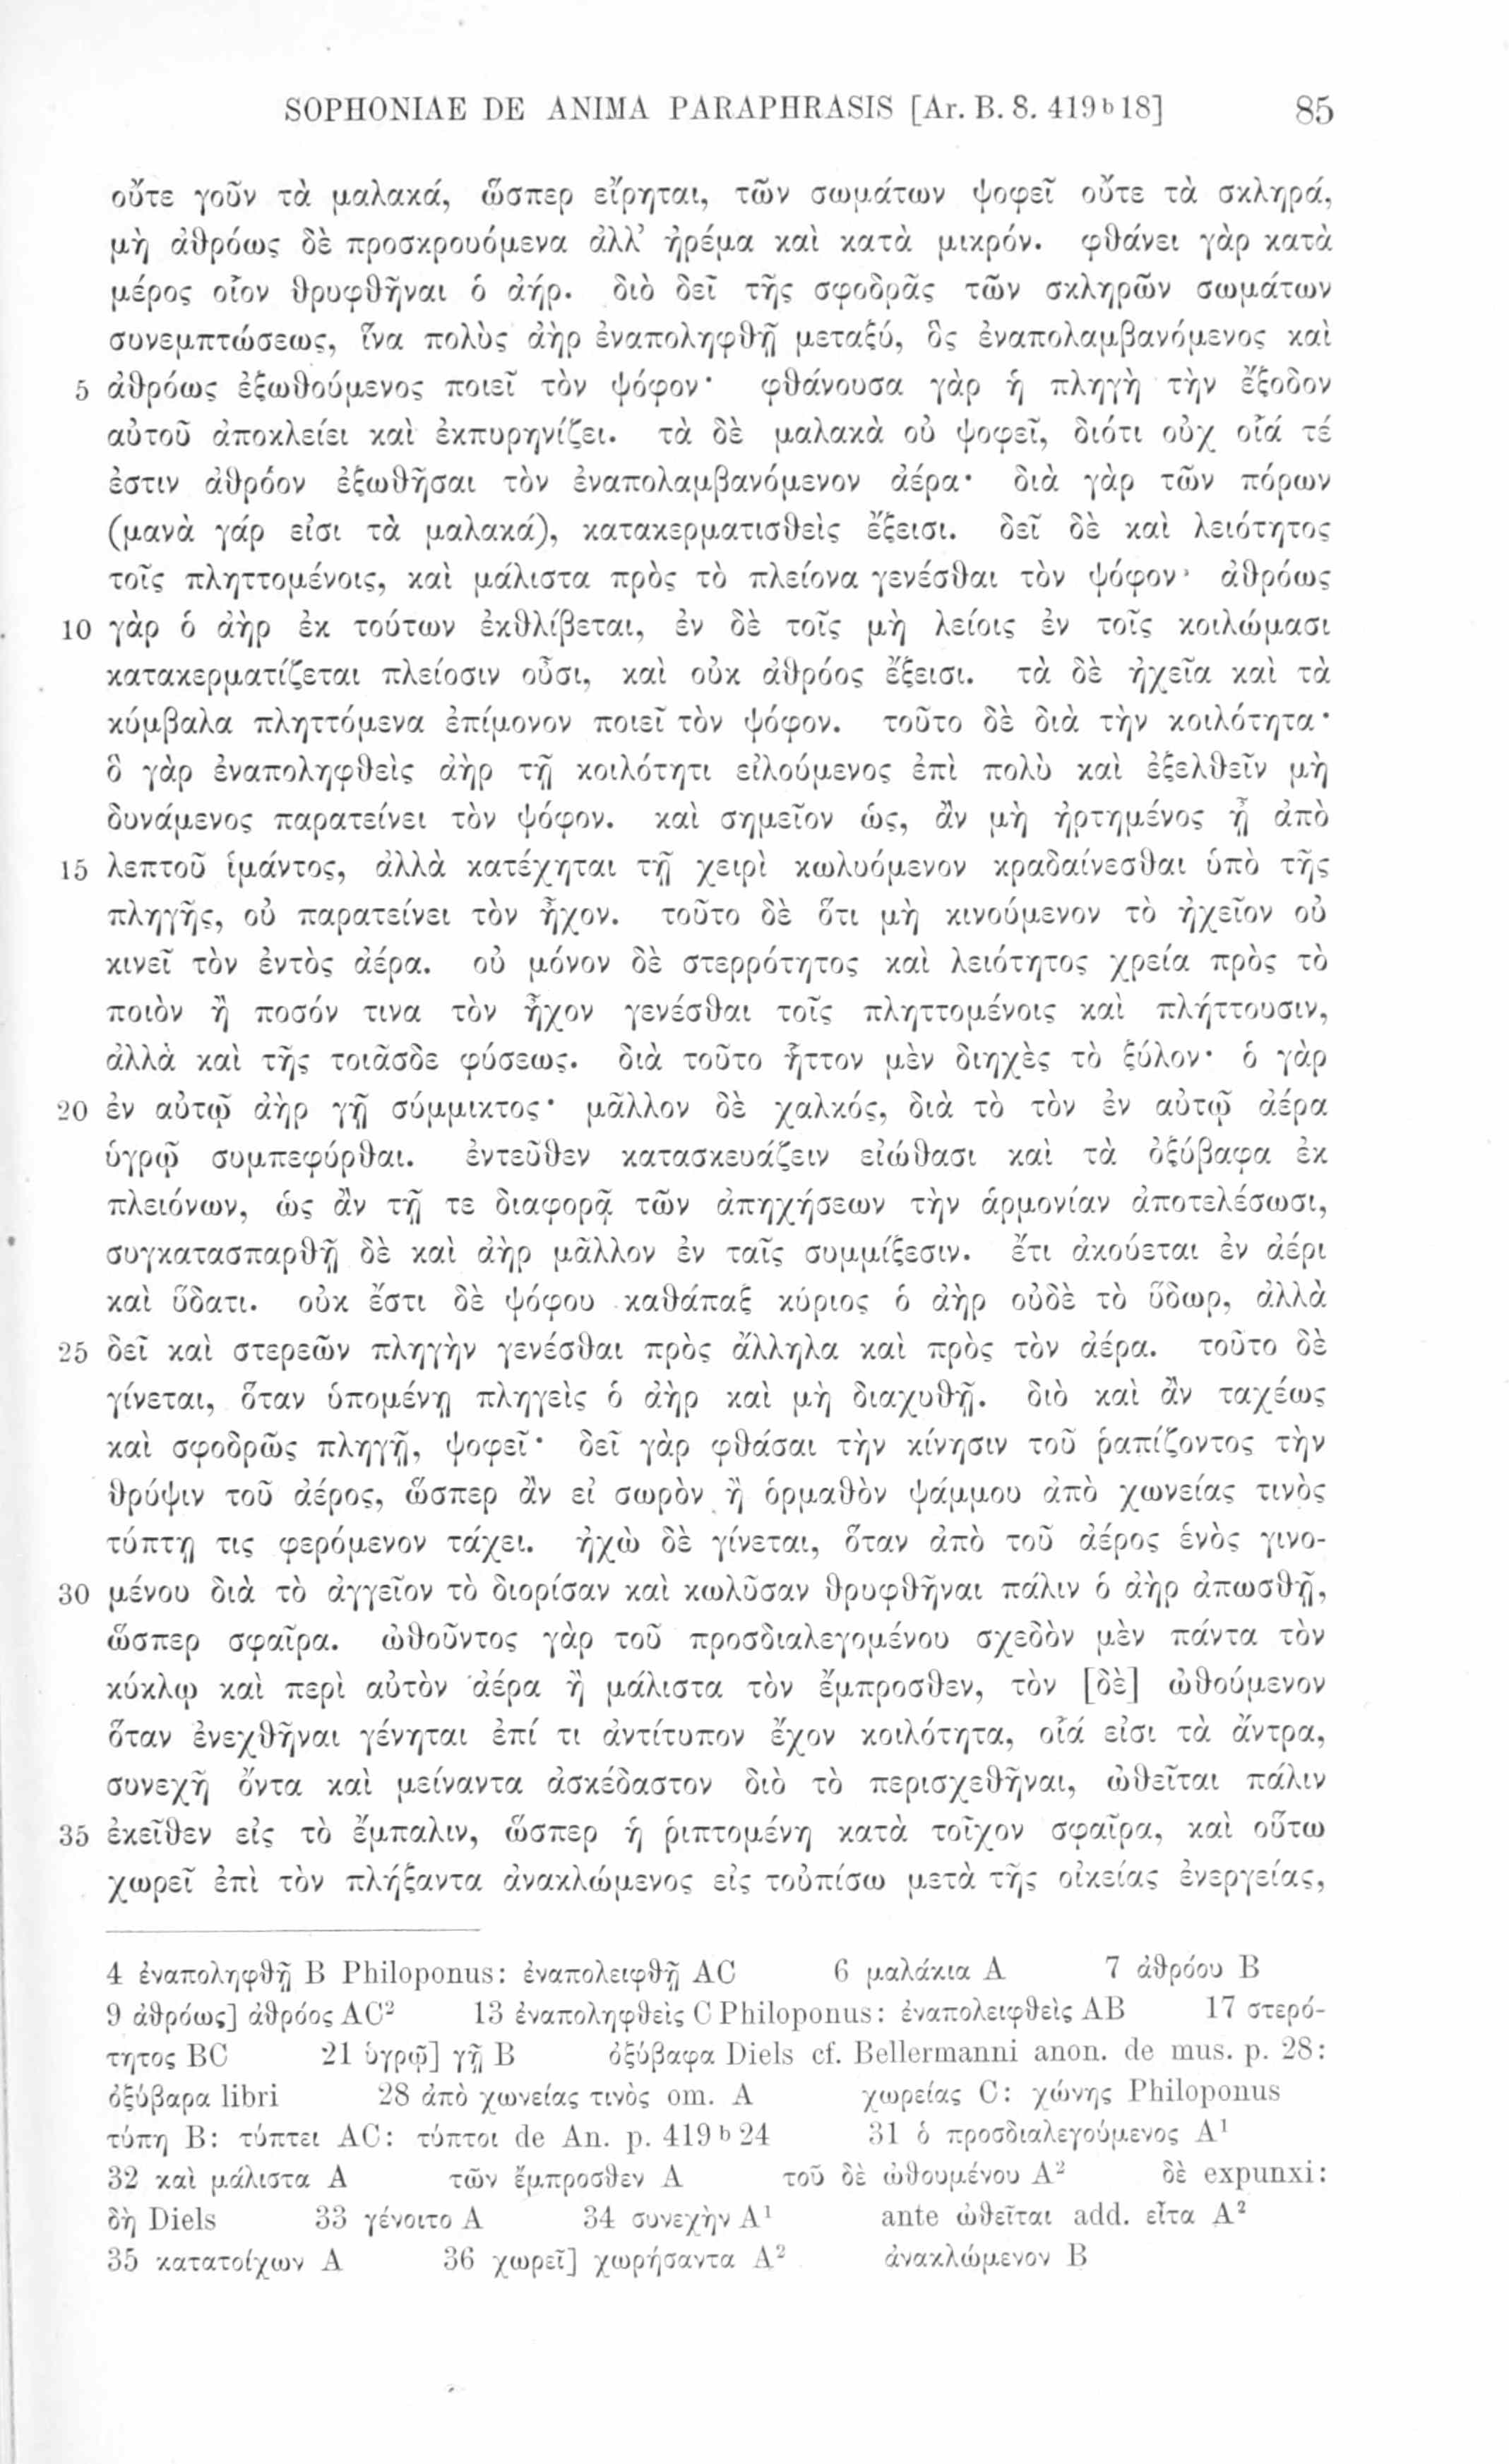 SOPHONIAE DE ANIMA PARAPHRASIS [Ar. B. 8. 419ᵇ18] 85
οὔτε γοῦν τὰ μαλακά, ὥσπερ εἴρηται, τῶν σωμάτων ψοφεῖ οὔτε τὰ σκληρά,
μὴ ἀθρόως δὲ προσκρουόμενα ἀλλ’ ἠρέμα καὶ κατὰ μικρόν. φθάνει γὰρ κατὰ
μέρος οἷον θρυφθῆναι ὁ ἀήρ. διὸ δεῖ τῆς σφοδρᾶς τῶν σκληρῶν σωμάτων
συνεμπτώσεως, ἵνα πολὺς ἀὴρ ἐναποληφθῇ μεταξύ, ὃς ἐναπολαμβανόμενος καὶ
5 ἀθρόως ἐξωθούμενος ποιεῖ τὸν ψόφον· φθάνουσα γὰρ ἡ πληγὴ τὴν ἔξοδον
αὐτοῦ ἀποκλείει καὶ ἐκπυρηνίζει. τὰ δὲ μαλακὰ οὐ ψοφεῖ, διότι οὐχ οἷά τέ
ἐστιν ἀθρόον ἐξωθῆσαι τὸν ἐναπολαμβανόμενον ἀέρα· διὰ γὰρ τῶν πόρων
(μανὰ γάρ εἰσι τὰ μαλακά), κατακερματισθεὶς ἔξεισι. δεῖ δὲ καὶ λειότητος
τοῖς πληττομένοις, καὶ μάλιστα πρὸς τὸ πλείονα γενέσθαι τὸν ψόφον· ἀθρόως
10 γὰρ ὁ ἀὴρ ἐκ τούτων ἐκθλίβεται, ἐν δὲ τοῖς μὴ λείοις ἐν τοῖς κοιλώμασι
κατακερματίζεται πλείοσιν οὖσι, καὶ οὐκ ἀθρόος ἔξεισι. τὰ δὲ ἠχεῖα καὶ τὰ
κύμβαλα πληττόμενα ἐπίμονον ποιεῖ τὸν ψόφον. τοῦτο δὲ διὰ τὴν κοιλότητα·
ὃ γὰρ ἐναποληφθεὶς ἀὴρ τῇ κοιλότητι εἰλούμενος ἐπὶ πολὺ καὶ ἐξελθεῖν μὴ
δυνάμενος παρατείνει τὸν ψόφον. καὶ σημεῖον ὡς, ἂν μὴ ἠρτημένος ᾖ ἀπὸ
15 λεπτοῦ ἱμάντος, ἀλλὰ κατέχηται τῇ χειρὶ κωλυόμενον κραδαίνεσθαι ὑπὸ τῆς
πληγῆς, οὐ παρατείνει τὸν ἦχον. τοῦτο δὲ ὅτι μὴ κινούμενον τὸ ἠχεῖον οὐ
κινεῖ τὸν ἐντὸς ἀέρα. οὐ μόνον δὲ στερρότητος καὶ λειότητος χρεία πρὸς τὸ
ποιὸν ἢ ποσόν τινα τὸν ἦχον γενέσθαι τοῖς πληττομένοις καὶ πλήττουσιν,
ἀλλὰ καὶ τῆς τοιᾶσδε φύσεως. διὰ τοῦτο ἧττον μὲν διηχὲς τὸ ξύλον· ὁ γὰρ
20 ἐν αὐτῷ ἀὴρ γῇ σύμμικτος· μᾶλλον δὲ χαλκός, διὰ τὸ τὸν ἐν αὐτῷ ἀέρα
ὑγρῷ συμπεφύρθαι. ἐντεῦθεν κατασκευάζειν εἰώθασι καὶ τὰ ὀξύβαφα ἐκ
πλειόνων, ὡς ἂν τῇ τε διαφορᾷ τῶν ἀπηχήσεων τὴν ἁρμονίαν ἀποτελέσωσι,
συγκατασπαρθῇ δὲ καὶ ἀὴρ μᾶλλον ἐν ταῖς συμμίξεσιν. ἔτι ἀκούεται ἐν ἀέρι
καὶ ὕδατι. οὐκ ἔστι δὲ ψόφου καθάπαξ κύριος ὁ ἀὴρ οὐδὲ τὸ ὕδωρ, ἀλλὰ
25 δεῖ καὶ στερεῶν πληγὴν γενέσθαι πρὸς ἄλληλα καὶ πρὸς τὸν ἀέρα. τοῦτο δὲ
γίνεται, ὅταν ὑπομένῃ πληγεὶς ὁ ἀὴρ καὶ μὴ διαχυθῇ. διὸ καὶ ἂν ταχέως
καὶ σφοδρῶς πληγῇ, ψοφεῖ· δεῖ γὰρ φθάσαι τὴν κίνησιν τοῦ ῥαπίζοντος τὴν
θρύψιν τοῦ ἀέρος, ὥσπερ ἂν εἰ σωρὸν ἢ ὁρμαθὸν ψάμμου ἀπὸ χωνείας τινὸς
τύπτῃ τις φερόμενον τάχει. ἠχὼ δὲ γίνεται, ὅταν ἀπὸ τοῦ ἀέρος ἑνὸς γινο-
30 μένου διὰ τὸ ἀγγεῖον τὸ διορίσαν καὶ κωλῦσαν θρυφθῆναι πάλιν ὁ ἀὴρ ἀπωσθῇ,
ὥσπερ σφαῖρα. ὠθοῦντος γὰρ τοῦ προσδιαλεγομένου σχεδὸν μὲν πάντα τὸν
κύκλῳ καὶ περὶ αὐτὸν ἀέρα ἢ μάλιστα τὸν ἔμπροσθεν, τὸν [δὲ] ὠθούμενον
ὅταν ἐνεχθῆναι γένηται ἐπί τι ἀντίτυπον ἔχον κοιλότητα, οἷά εἰσι τὰ ἄντρα,
συνεχῆ ὄντα καὶ μείναντα ἀσκέδαστον διὸ τὸ περισχεθῆναι, ὠθεῖται πάλιν
35 ἐκεῖθεν εἰς τὸ ἔμπαλιν, ὥσπερ ἡ ῥιπτομένη κατὰ τοῖχον σφαῖρα, καὶ οὕτω
χωρεῖ ἐπὶ τὸν πλήξαντα ἀνακλώμενος εἰς τοὐπίσω μετὰ τῆς οἰκείας ἐνεργείας,
4 ἐναποληφθῇ B Philoponus: ἐναπολειφθῇ AC 6 μαλάκια A 7 ἀθρόου B
9 ἀθρόως] ἀθρόος AC² 13 ἐναποληφθεὶς C Philoponus: ἐναπολειφθεὶς AB 17 στερό-
τητος BC 21 ὑγρῷ] γῇ B ὀξύβαφα Diels cf. Bellermanni anon. de mus. p. 28:
ὀξύβαρα libri 28 ἀπὸ χωνείας τινὸς om. A χωρείας C: χώνης Philoponus
τύπη B: τύπτει AC: τύπτοι de An. p. 419ᵇ24 31 ὁ προσδιαλεγούμενος A¹
32 καὶ μάλιστα A τῶν ἔμπροσθεν A τοῦ δὲ ὠθουμένου A² δὲ expunxi:
δὴ Diels 33 γένοιτο A 34 συνεχὴν A¹ ante ὠθεῖται add. εἶτα A²
35 κατατοίχων A 36 χωρεῖ] χωρήσαντα A² ἀνακλώμενον B